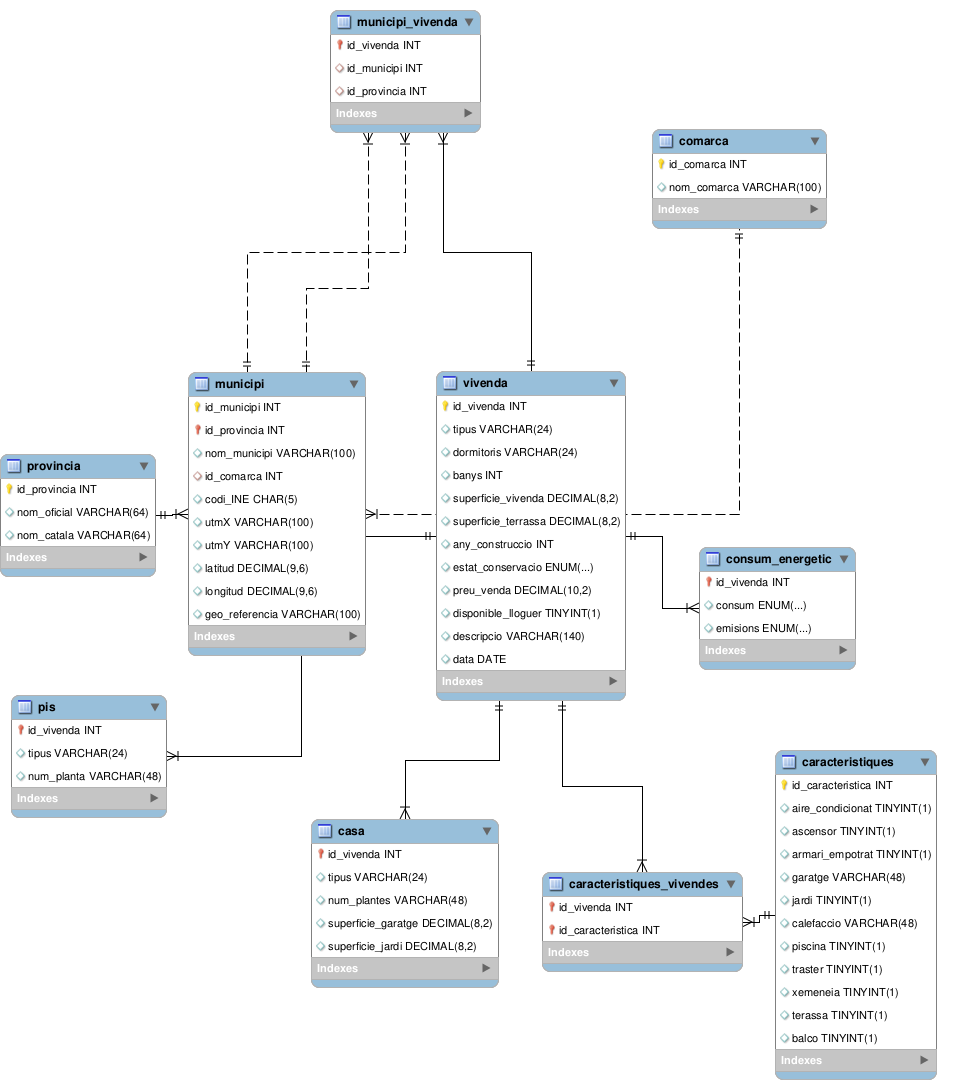 municipi_vivenda
id_vivenda INT
id_municipi INT
id_provincia INT
Indexes
comarca
id_comarca INT
nom_comarca VARCHAR(100)
Indexes
municipi
id_municipi INT
id_provincia INT
nom_municipi VARCHAR(100)
id_comarca INT
codi_INE CHAR(5)
utmX VARCHAR(100)
utmY VARCHAR(100)
latitud DECIMAL(9,6)
longitud DECIMAL(9,6)
geo_referencia VARCHAR(100)
Indexes
vivenda
id_vivenda INT
tipus VARCHAR(24)
dormitoris VARCHAR(24)
banys INT
superficie_vivenda DECIMAL(8,2)
superficie_terrassa DECIMAL(8,2)
any_construccio INT
estat_conservacio ENUM(...)
preu_venda DECIMAL(10,2)
disponible_lloguer TINYINT(1)
descripcio VARCHAR(140)
data DATE
Indexes
provincia
id_provincia INT
nom_oficial VARCHAR(64)
nom_catala VARCHAR(64)
Indexes
consum_energetic
id_vivenda INT
consum ENUM(...)
emisions ENUM(...)
Indexes
pis
id_vivenda INT
tipus VARCHAR(24)
num_planta VARCHAR(48)
Indexes
casa
id_vivenda INT
tipus VARCHAR(24)
num_plantes VARCHAR(48)
superficie_garatge DECIMAL(8,2)
superficie_jardi DECIMAL(8,2)
Indexes
caracteristiques_vivendes
id_vivenda INT
id_caracteristica INT
Indexes
caracteristiques
id_caracteristica INT
aire_condicionat TINYINT(1)
ascensor TINYINT(1)
armari_empotrat TINYINT(1)
garatge VARCHAR(48)
jardi TINYINT(1)
calefaccio VARCHAR(48)
piscina TINYINT(1)
traster TINYINT(1)
xemeneia TINYINT(1)
terassa TINYINT(1)
balco TINYINT(1)
Indexes